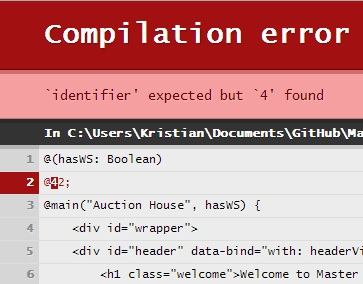 Compilation error
`identifier' expected but `4' found
In C:\Users\Kristian\Documents\GitHub\Ma
1 @(hasWS: Boolean)
2 @42;
3 @main("Auction House", hasWS) {
4 <div id="wrapper">
5 <div id="header" data-bind="with: headerVi
6 <h1 class="welcome">Welcome to Master